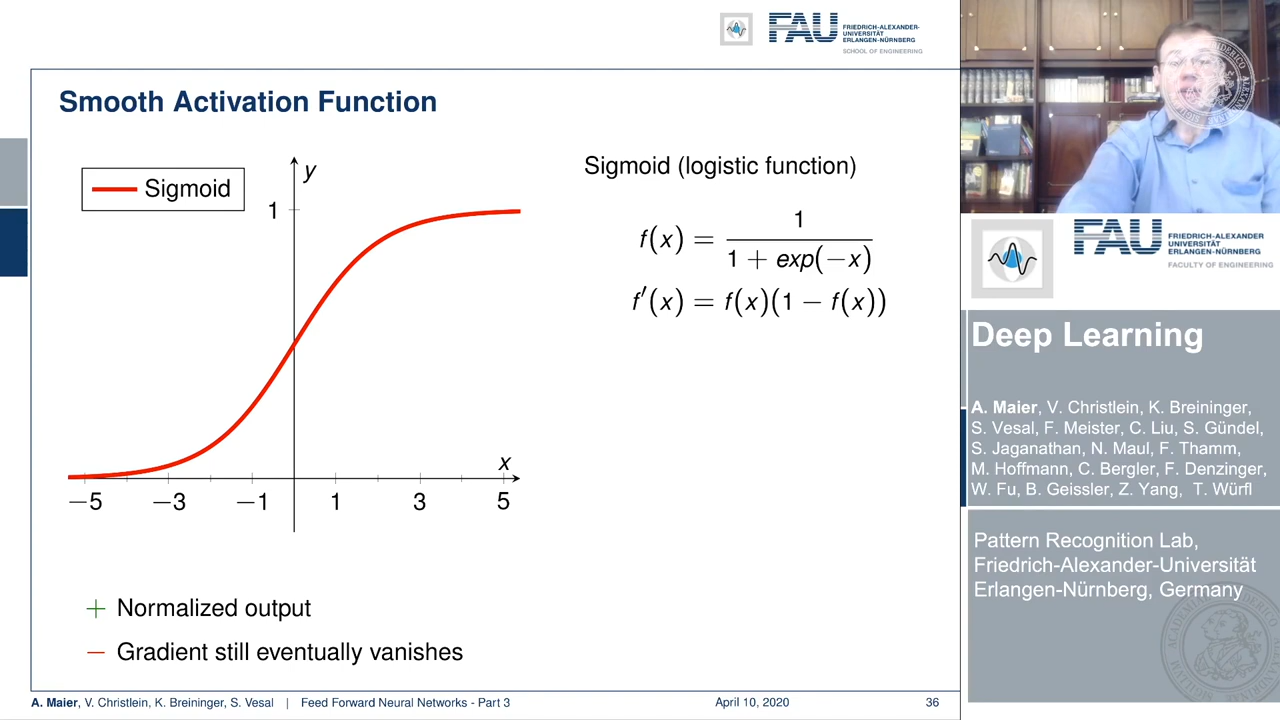 FAU FRIEDRICH-ALEXANDER-
UNIVERSITÄT
ERLANGEN-NÜRNBERG
SCHOOL OF ENGINEERING
Smooth Activation Function
Sigmoid
y
1
x
−5 −3 −1 1 3 5
Sigmoid (logistic function)
f(x) = 1 / (1 + exp(−x))
f′(x) = f(x)(1 − f(x))
+ Normalized output
− Gradient still eventually vanishes
A. Maier, V. Christlein, K. Breininger, S. Vesal | Feed Forward Neural Networks - Part 3 April 10, 2020 36
FAU FRIEDRICH-ALEXANDER
UNIVERSITÄT
ERLANGEN-NÜRNBERG
FACULTY OF ENGINEERING
Deep Learning
A. Maier, V. Christlein, K. Breininger,
S. Vesal, F. Meister, C. Liu, S. Gündel,
S. Jaganathan, N. Maul, F. Thamm,
M. Hoffmann, C. Bergler, F. Denzinger,
W. Fu, B. Geissler, Z. Yang, T. Würfl
Pattern Recognition Lab,
Friedrich-Alexander-Universität
Erlangen-Nürnberg, Germany